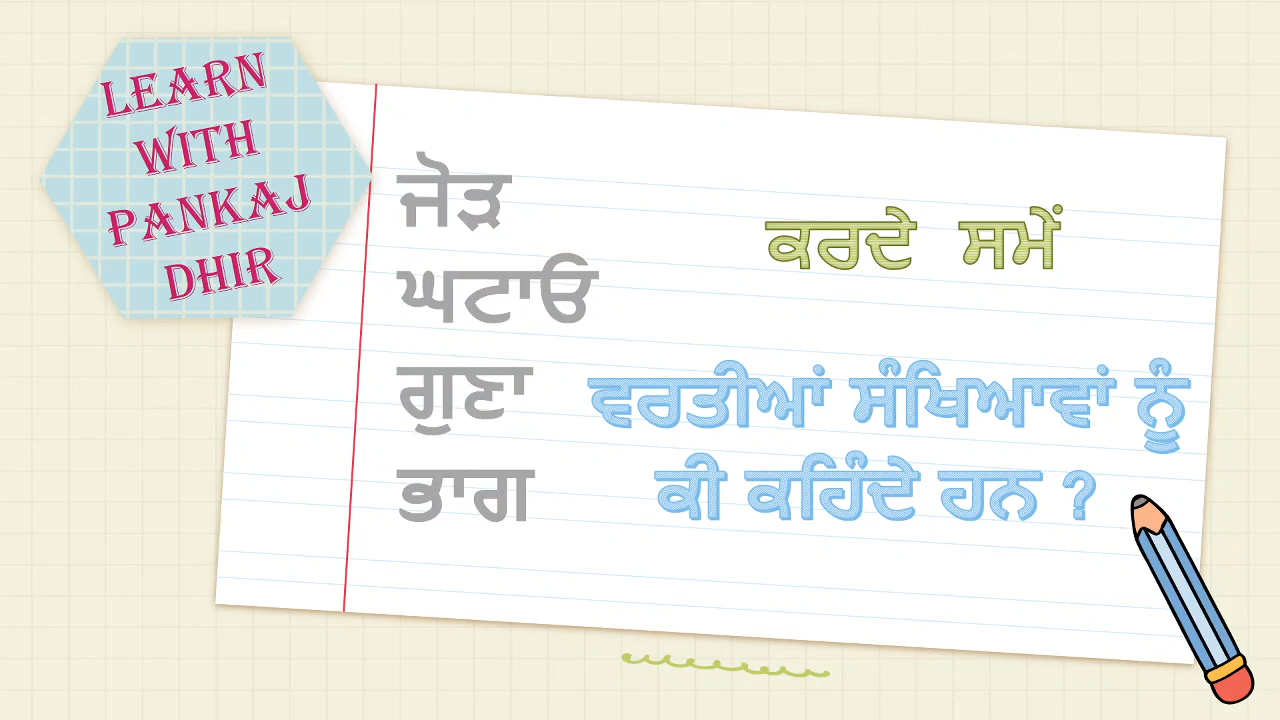 LEARN
WITH
PANKAJ
DHIR
ਜੋੜ
ਕਰਦੇ ਸਮੇਂ
ਘਟਾਓ
ਗੁਣਾ
ਵਰਤੀਆਂ ਸੰਖਿਆਵਾਂ ਨੂੰ
ਭਾਗ
ਕੀ ਕਹਿੰਦੇ ਹਨ ?